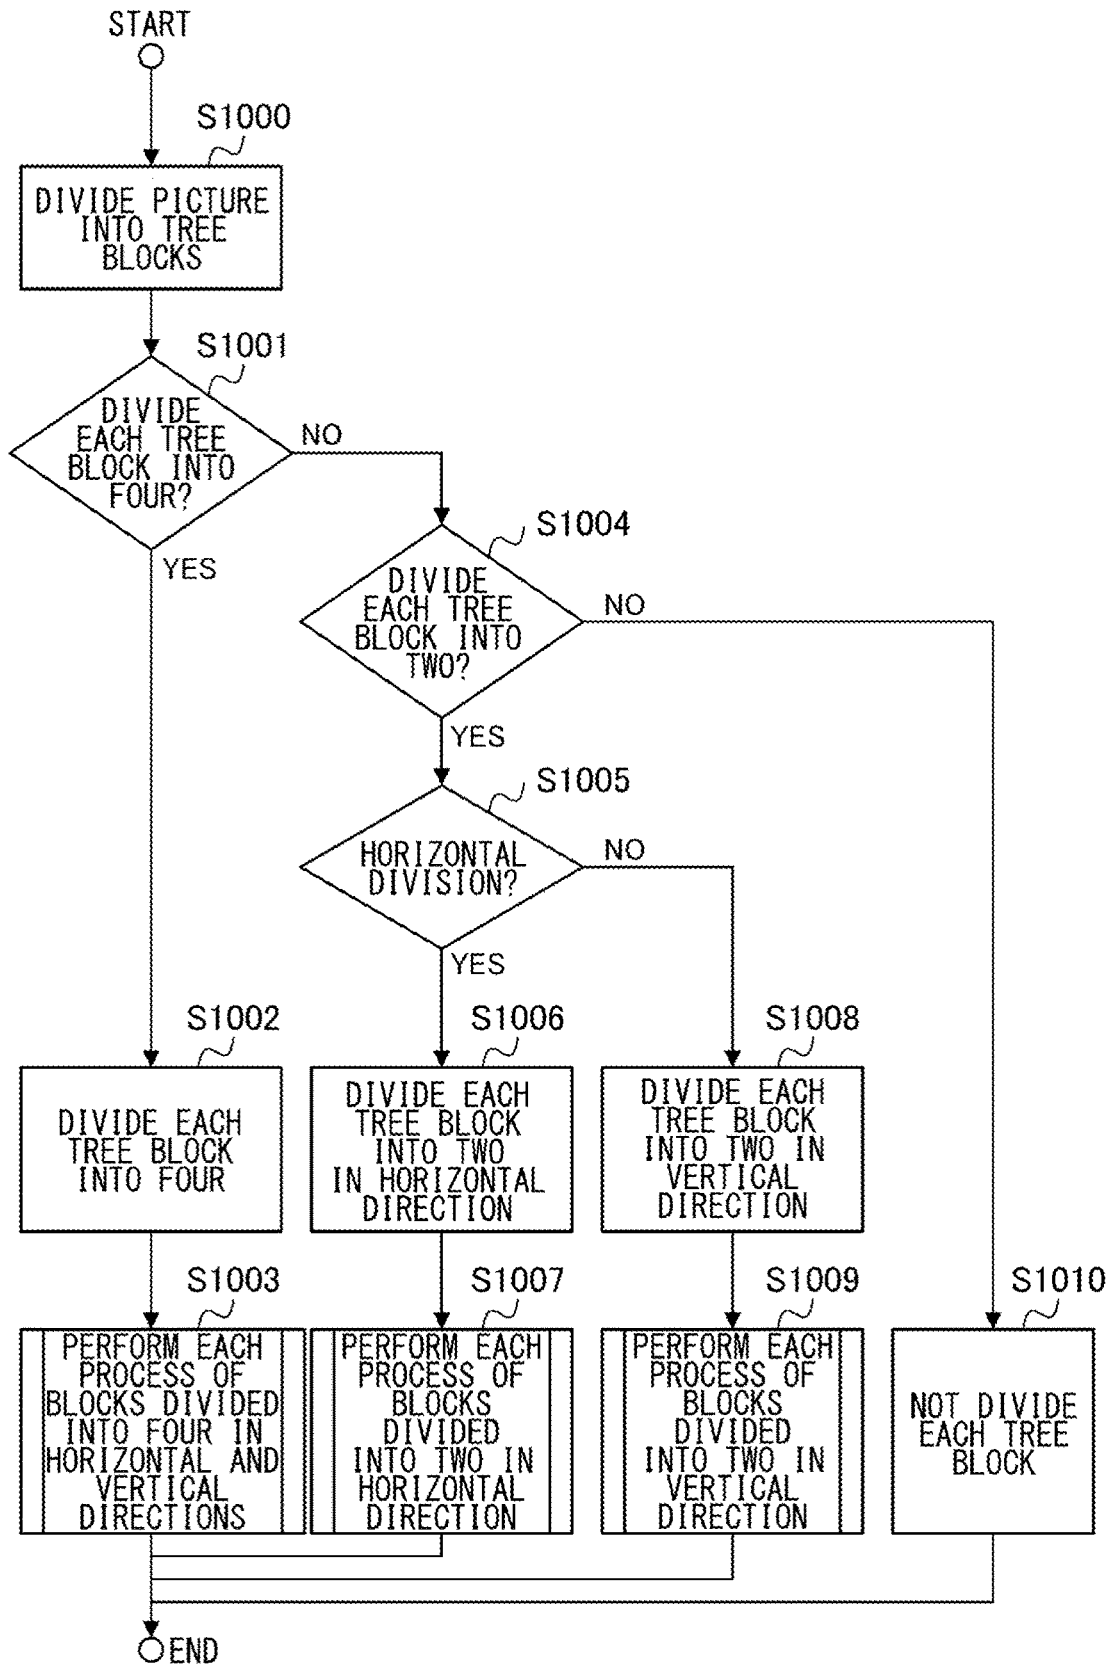 START
S1000
DIVIDE PICTURE
INTO TREE
BLOCKS
S1001
DIVIDE
EACH TREE
BLOCK INTO
FOUR?
NO
YES
S1004
DIVIDE
EACH TREE
BLOCK INTO
TWO?
NO
YES
S1005
HORIZONTAL
DIVISION?
NO
YES
S1002
DIVIDE EACH
TREE BLOCK
INTO FOUR
S1006
DIVIDE EACH
TREE BLOCK
INTO TWO
IN HORIZONTAL
DIRECTION
S1008
DIVIDE EACH
TREE BLOCK
INTO TWO IN
VERTICAL
DIRECTION
S1003
PERFORM EACH
PROCESS OF
BLOCKS DIVIDED
INTO FOUR IN
HORIZONTAL AND
VERTICAL
DIRECTIONS
S1007
PERFORM EACH
PROCESS OF
BLOCKS
DIVIDED
INTO TWO IN
HORIZONTAL
DIRECTION
S1009
PERFORM EACH
PROCESS OF
BLOCKS
DIVIDED
INTO TWO IN
VERTICAL
DIRECTION
S1010
NOT DIVIDE
EACH TREE
BLOCK
END